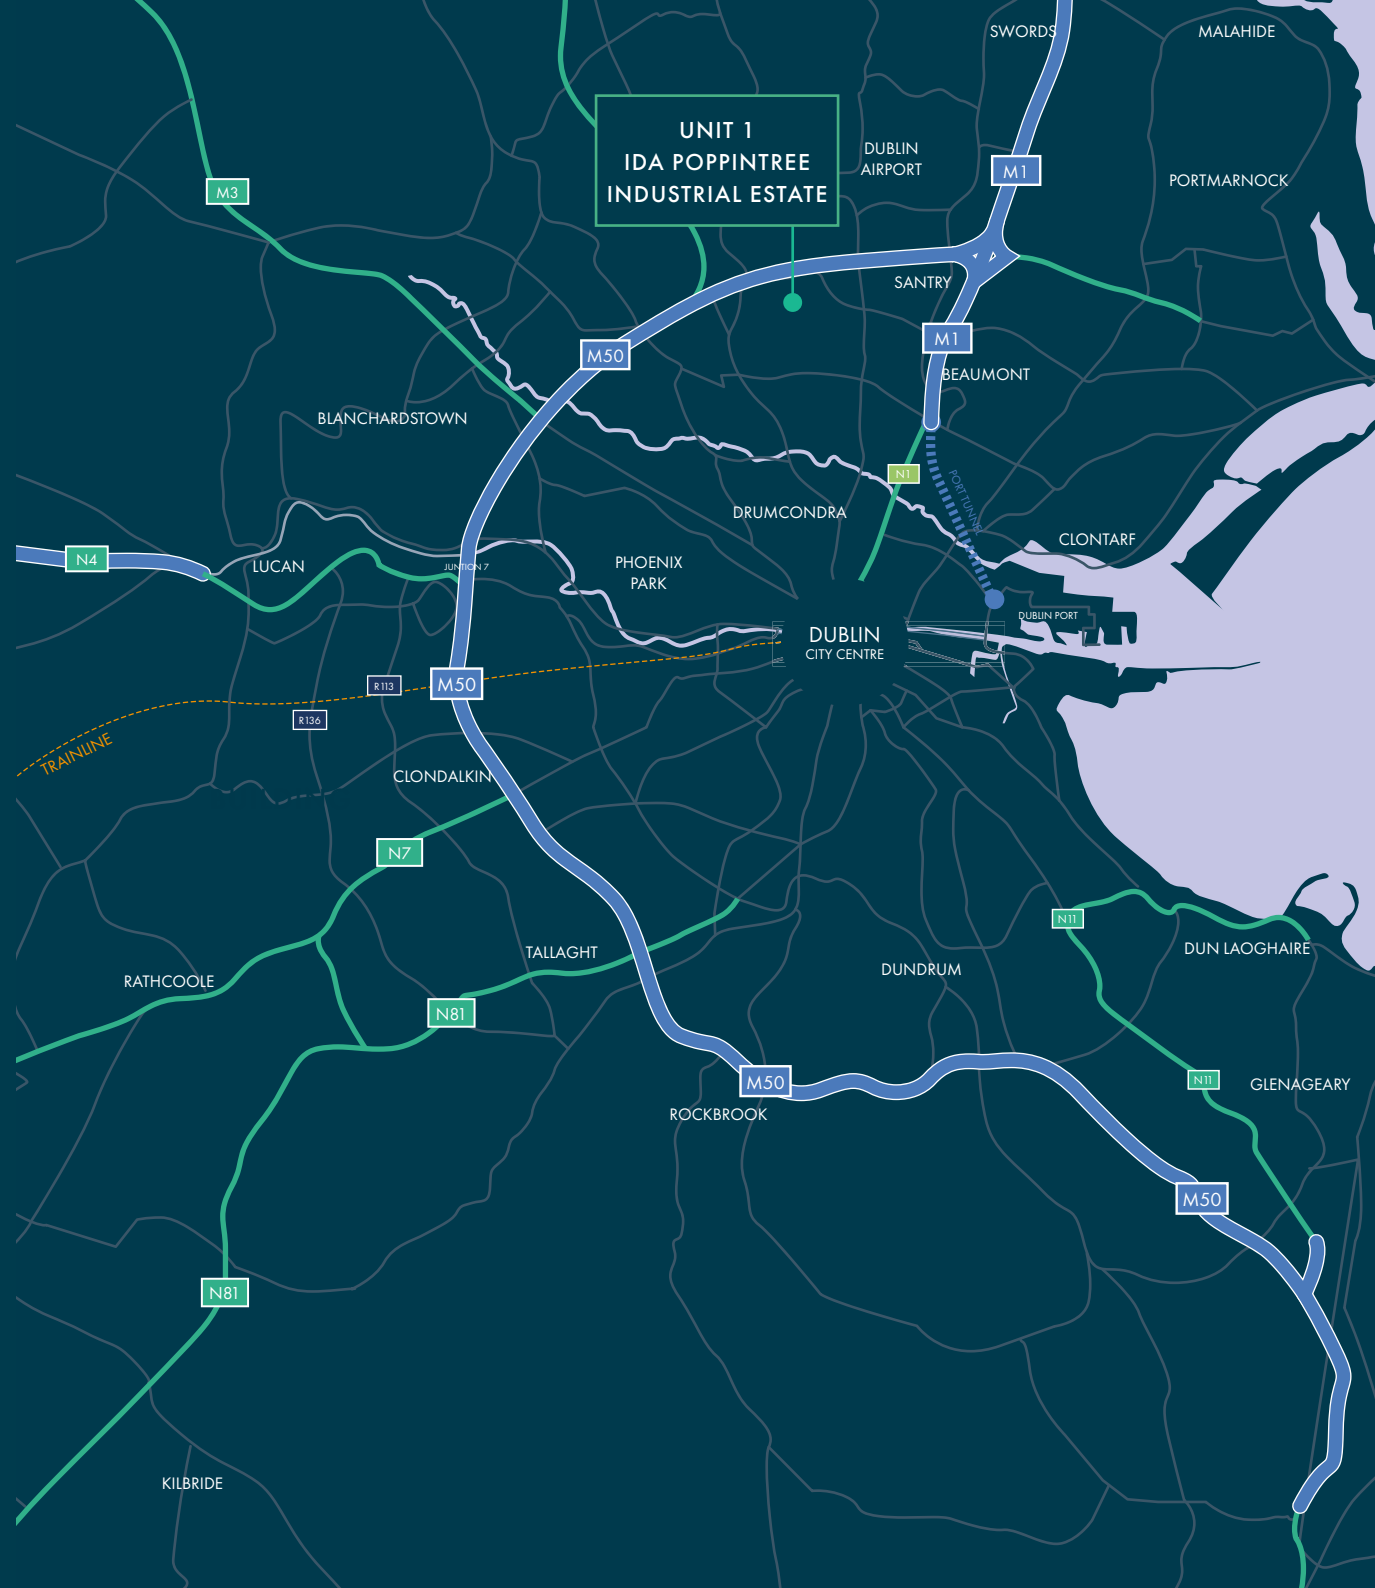 SWORDS
MALAHIDE
UNIT 1
IDA POPPINTREE
INDUSTRIAL ESTATE
DUBLIN
AIRPORT
M1
PORTMARNOCK
M3
SANTRY
M1
M50
BEAUMONT
BLANCHARDSTOWN
N1
PORT TUNNEL
DRUMCONDRA
CLONTARF
N4
LUCAN
JUNTION 7
PHOENIX
PARK
DUBLIN PORT
DUBLIN
CITY CENTRE
R113
M50
R136
TRAINLINE
CLONDALKIN
N7
N11
TALLAGHT
DUN LAOGHAIRE
RATHCOOLE
DUNDRUM
N81
M50
N11
GLENAGEARY
ROCKBROOK
M50
N81
KILBRIDE